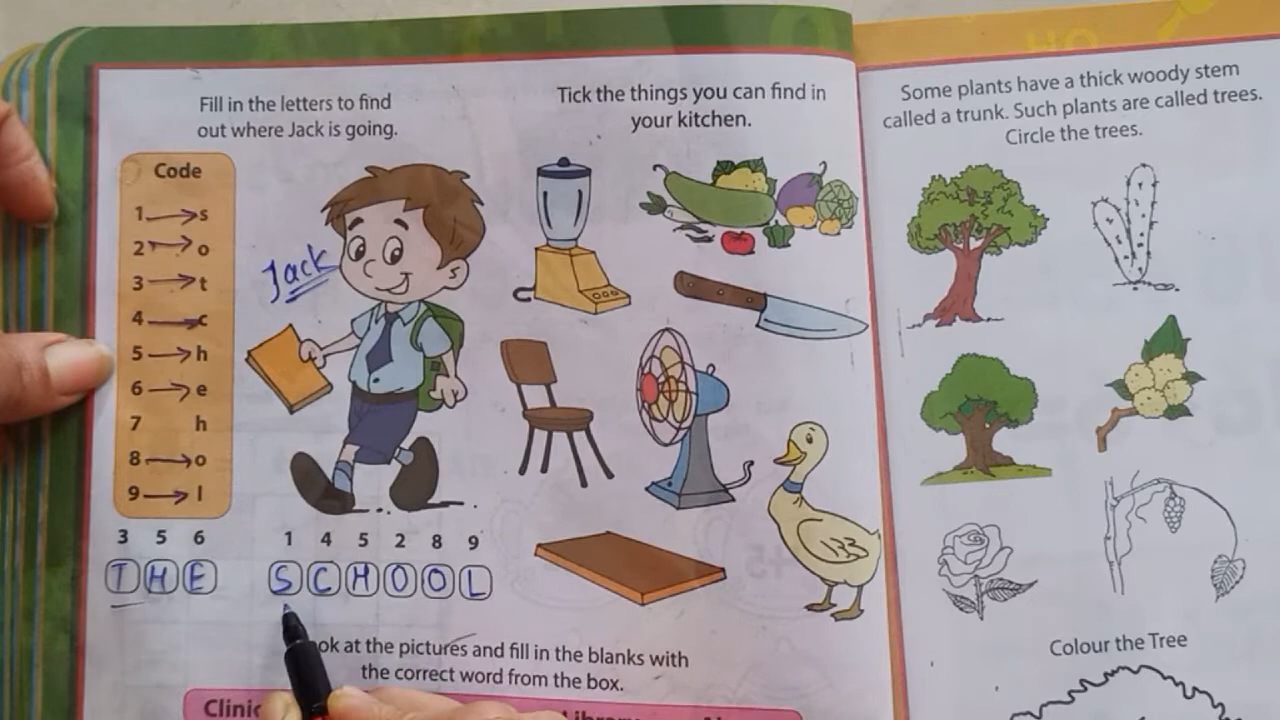 Fill in the letters to find
out where Jack is going.
Code
1 → s
2 → o
3 → t
4 → c
5 → h
6 → e
7 h
8 → o
9 → l
Jack
3 5 6 1 4 5 2 8 9
T H E S C H O O L
Tick the things you can find in
your kitchen.
ok at the pictures and fill in the blanks with
the correct word from the box.
Clinic
Some plants have a thick woody stem
called a trunk. Such plants are called trees.
Circle the trees.
Colour the Tree